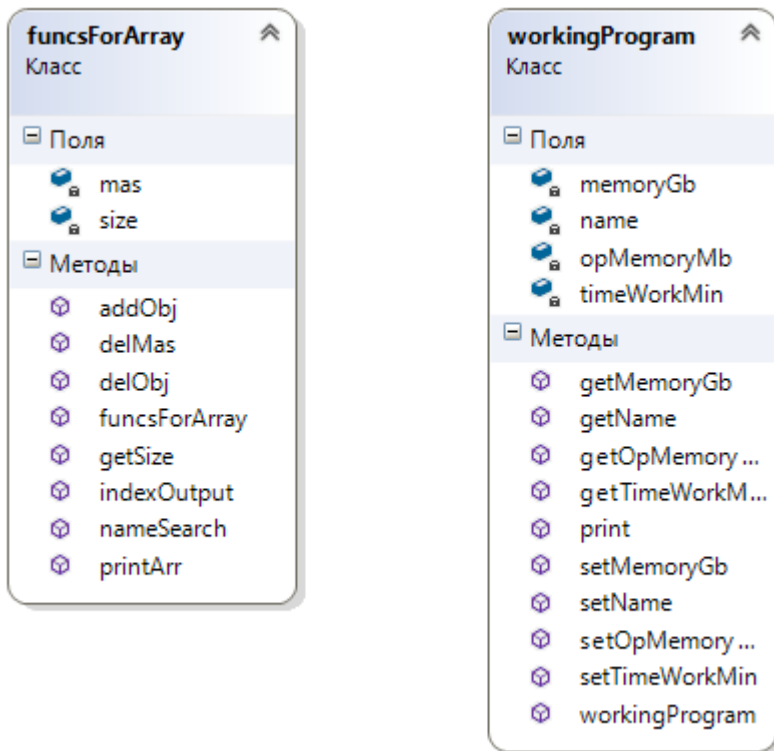 funcsForArray
Класс
Поля
mas
size
Методы
addObj
delMas
delObj
funcsForArray
getSize
indexOutput
nameSearch
printArr
workingProgram
Класс
Поля
memoryGb
name
opMemoryMb
timeWorkMin
Методы
getMemoryGb
getName
getOpMemory ...
getTimeWorkM...
print
setMemoryGb
setName
setOpMemory ...
setTimeWorkMin
workingProgram